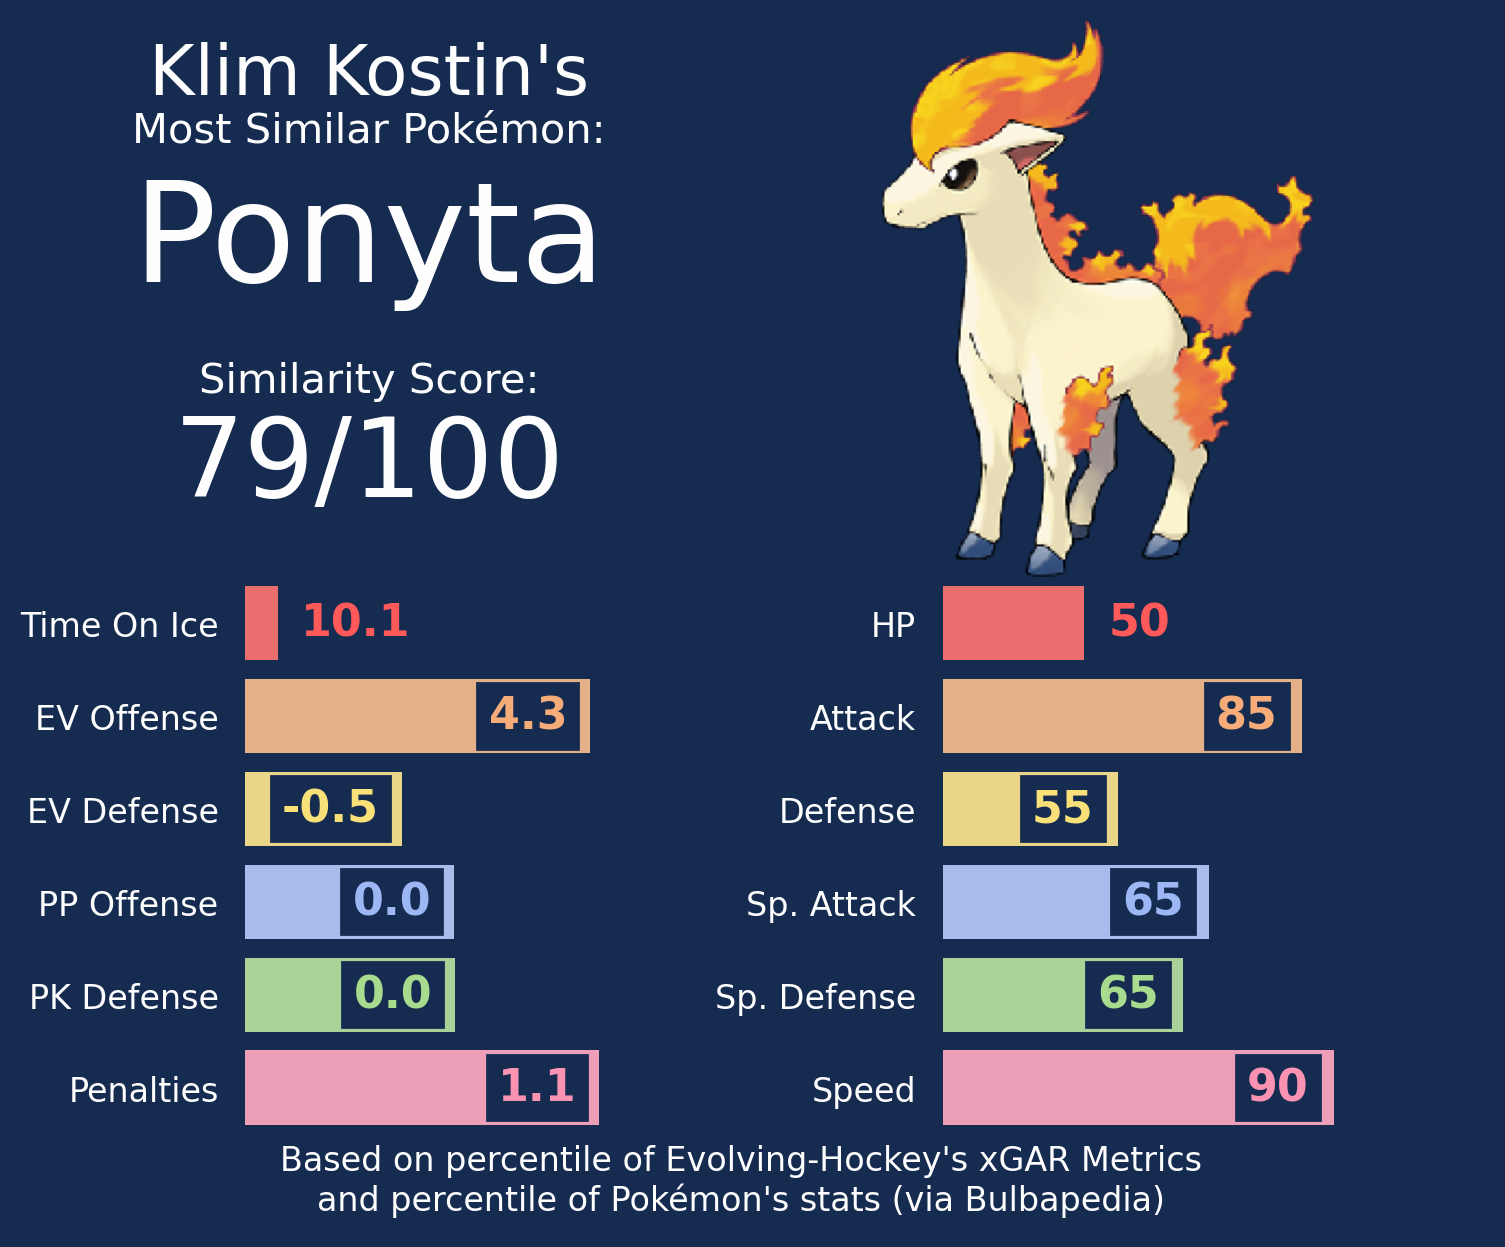 Klim Kostin's
Most Similar Pokémon:
Ponyta
Similarity Score:
79/100
Time On Ice 10.1
EV Offense 4.3
EV Defense -0.5
PP Offense 0.0
PK Defense 0.0
Penalties 1.1
HP 50
Attack 85
Defense 55
Sp. Attack 65
Sp. Defense 65
Speed 90
Based on percentile of Evolving-Hockey's xGAR Metrics
and percentile of Pokémon's stats (via Bulbapedia)